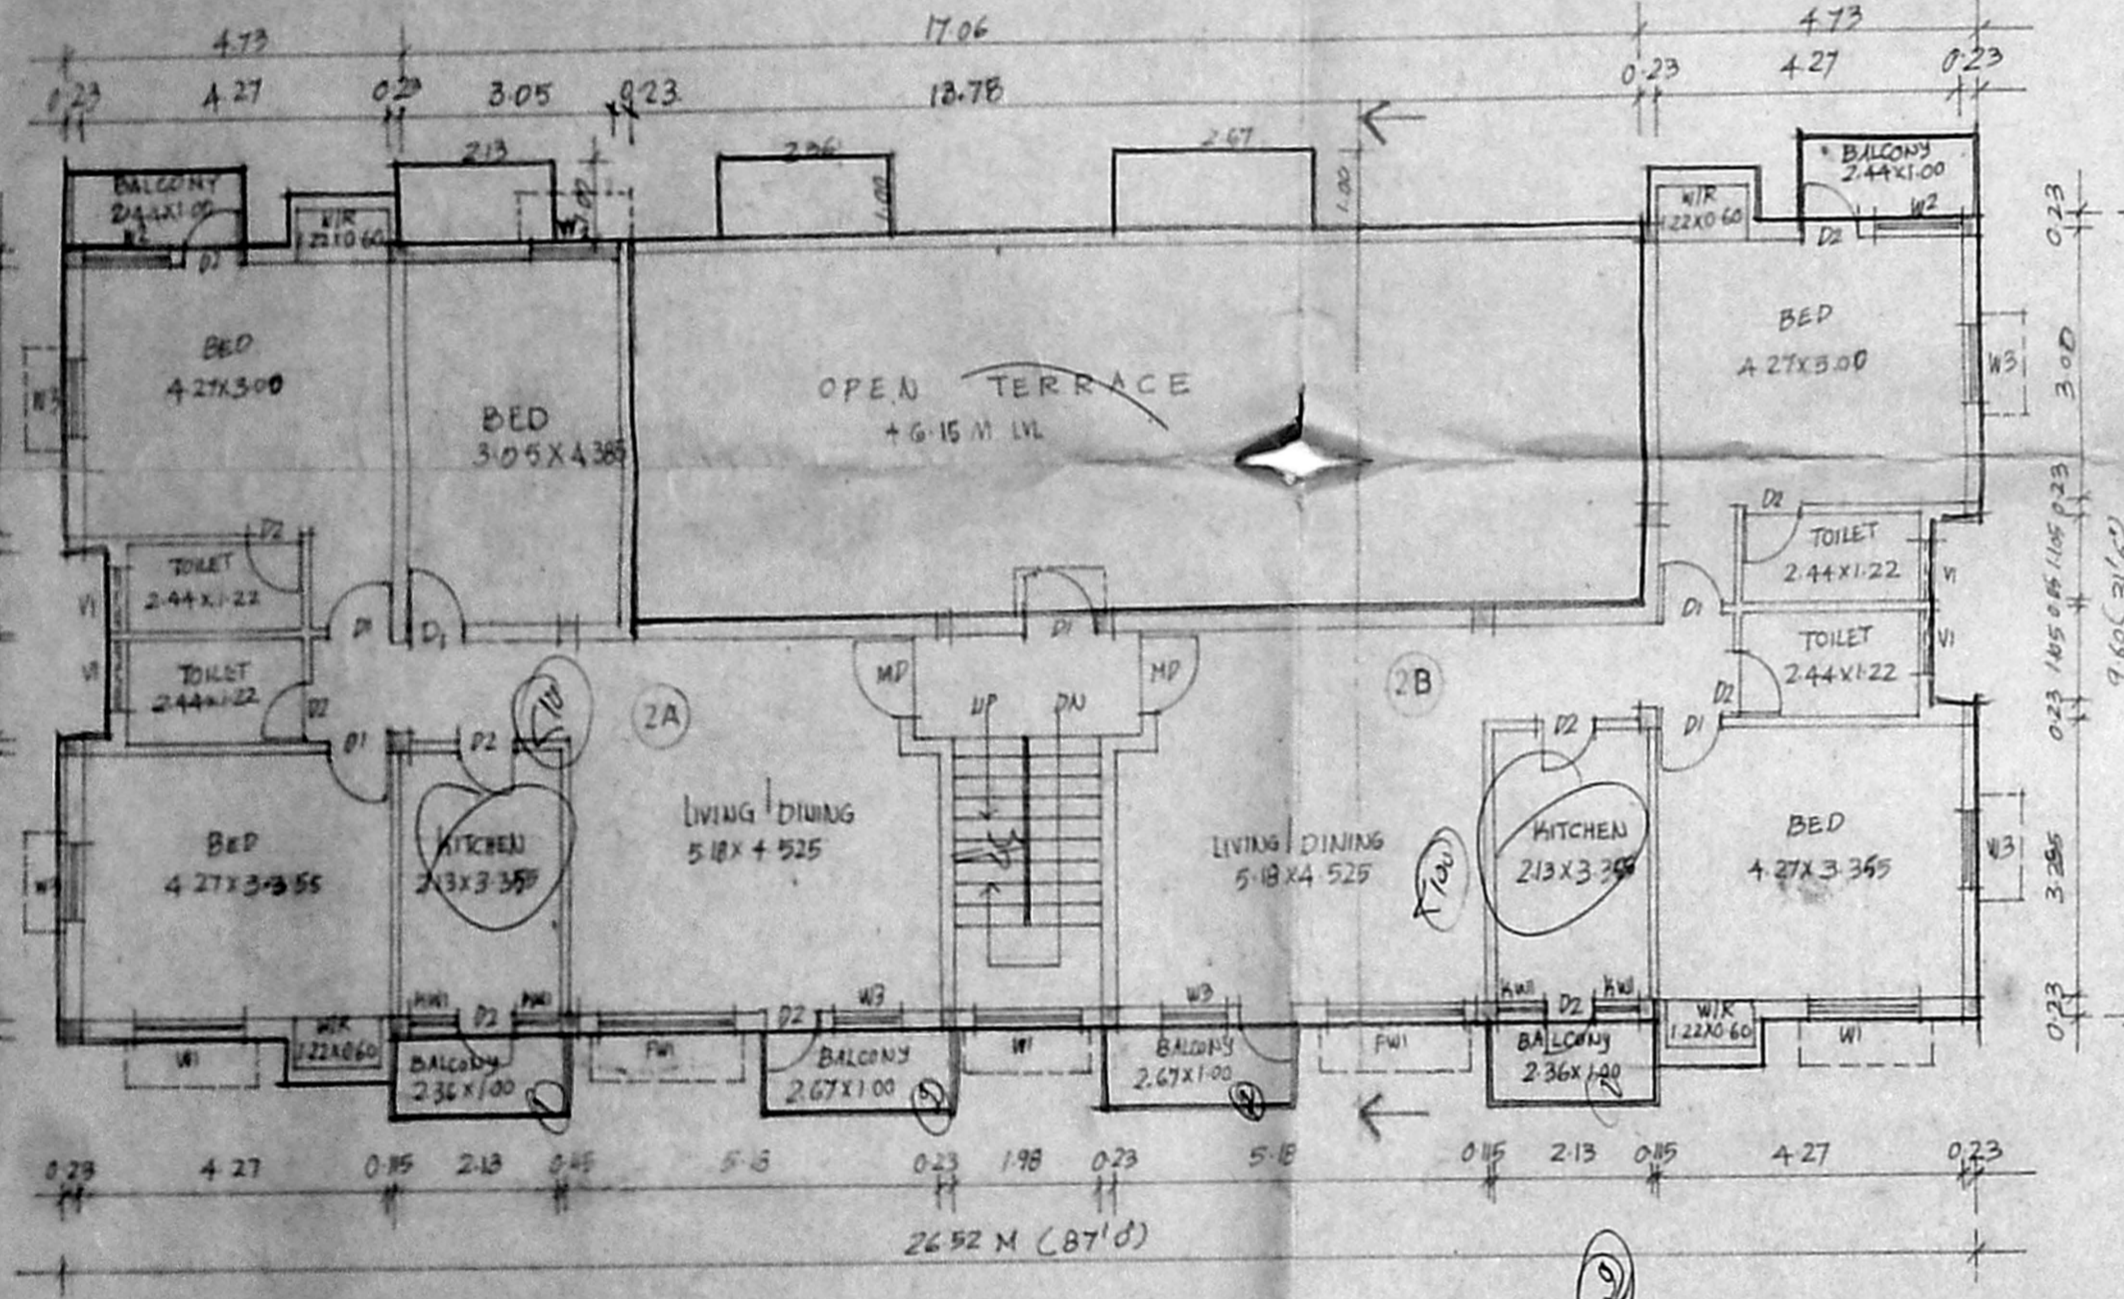 4.73
17.06
4.73
0.23
4.27
0.23
3.05
0.23
13.78
0.23
4.27
0.23
2.13
2.36
2.67
1.00
1.00
BALCONY
2.44X1.00
W2
D2
W/R
1.22X0.60
W/R
1.22X0.60
BALCONY
2.44X1.00
W2
D2
0.23
BED
4.27X3.00
W3
BED
3.05X4.385
OPEN TERRACE
+6.15 M LVL
BED
4.27X3.00
W3
3.00
0.23
D2
TOILET
2.44X1.22
V1
D1
D1
D1
D1
D2
TOILET
2.44X1.22
V1
1.105
V1
TOILET
2.44X1.22
D2
D1
D2
2A
MD
UP
DN
MD
2B
D2
D1
D2
TOILET
2.44X1.22
V1
0.23
BED
4.27X3.355
KITCHEN
2.13X3.355
LIVING/DINING
5.18X4.525
LIVING/DINING
5.18X4.525
KITCHEN
2.13X3.355
BED
4.27X3.355
W3
W1
W/R
1.22X0.60
KW1
D2
KW1
BALCONY
2.36X1.00
FW1
D2
W3
BALCONY
2.67X1.00
W1
W3
BALCONY
2.67X1.00
FW1
KW1
D2
KW1
BALCONY
2.36X1.00
W/R
1.22X0.60
W1
0.23
0.23
4.27
0.115
2.13
5.18
0.23
1.98
0.23
5.18
0.115
2.13
0.115
4.27
0.23
26.52 M (87'0)